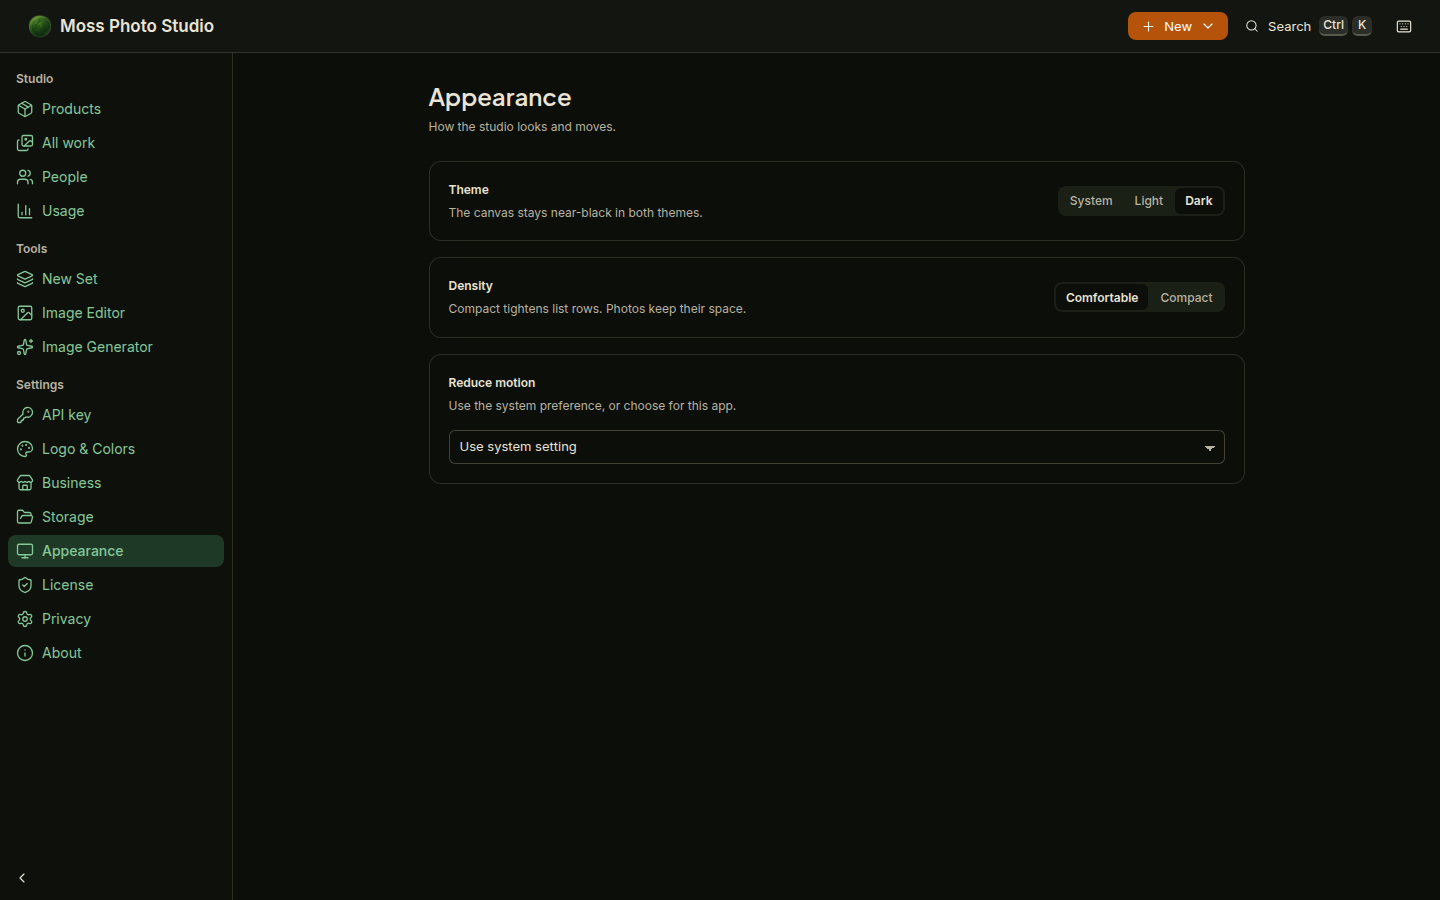 Moss Photo Studio
New
Search Ctrl K
Studio
Products
All work
People
Usage
Tools
New Set
Image Editor
Image Generator
Settings
API key
Logo & Colors
Business
Storage
Appearance
License
Privacy
About
Appearance
How the studio looks and moves.
Theme
The canvas stays near-black in both themes.
System Light Dark
Density
Compact tightens list rows. Photos keep their space.
Comfortable Compact
Reduce motion
Use the system preference, or choose for this app.
Use system setting